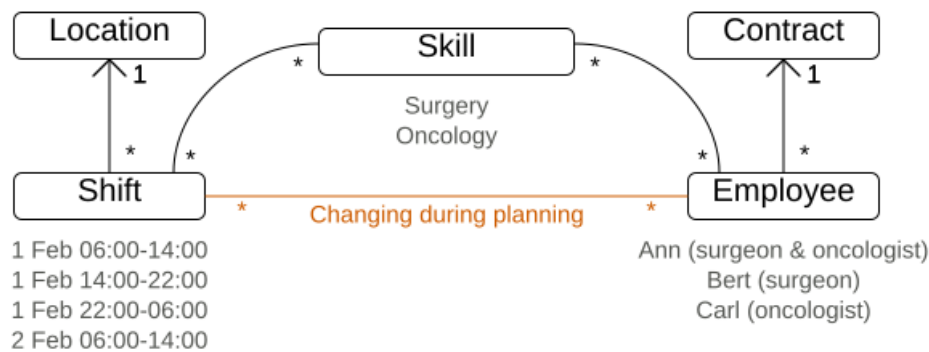 Location
Skill
Contract
* 1
*
* 1
Surgery
Oncology
* *
* *
Shift
Employee
* Changing during planning *
1 Feb 06:00-14:00
1 Feb 14:00-22:00
1 Feb 22:00-06:00
2 Feb 06:00-14:00
Ann (surgeon & oncologist)
Bert (surgeon)
Carl (oncologist)